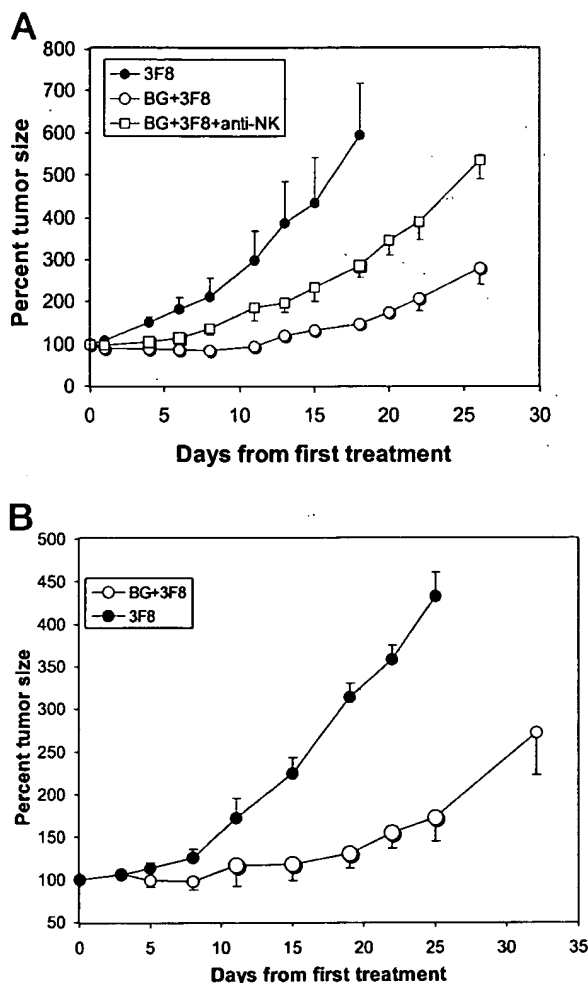 A
800
700
600
500
400
300
200
100
0
Percent tumor size
3F8
BG+3F8
BG+3F8+anti-NK
0 5 10 15 20 25 30
Days from first treatment
B
500
450
400
350
300
250
200
150
100
50
Percent tumor size
BG+3F8
3F8
0 5 10 15 20 25 30 35
Days from first treatment